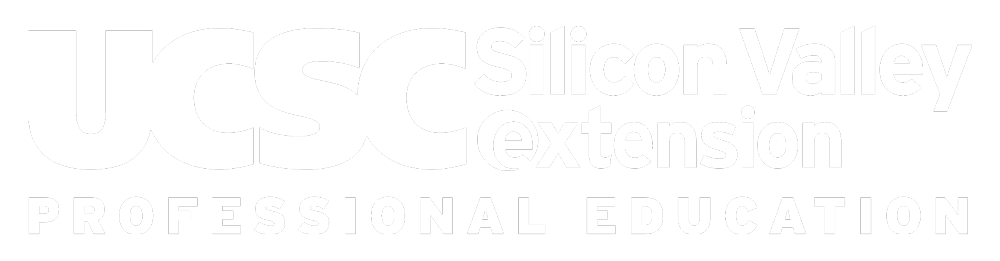 UCSC Silicon Valley
extension
PROFESSIONAL EDUCATION